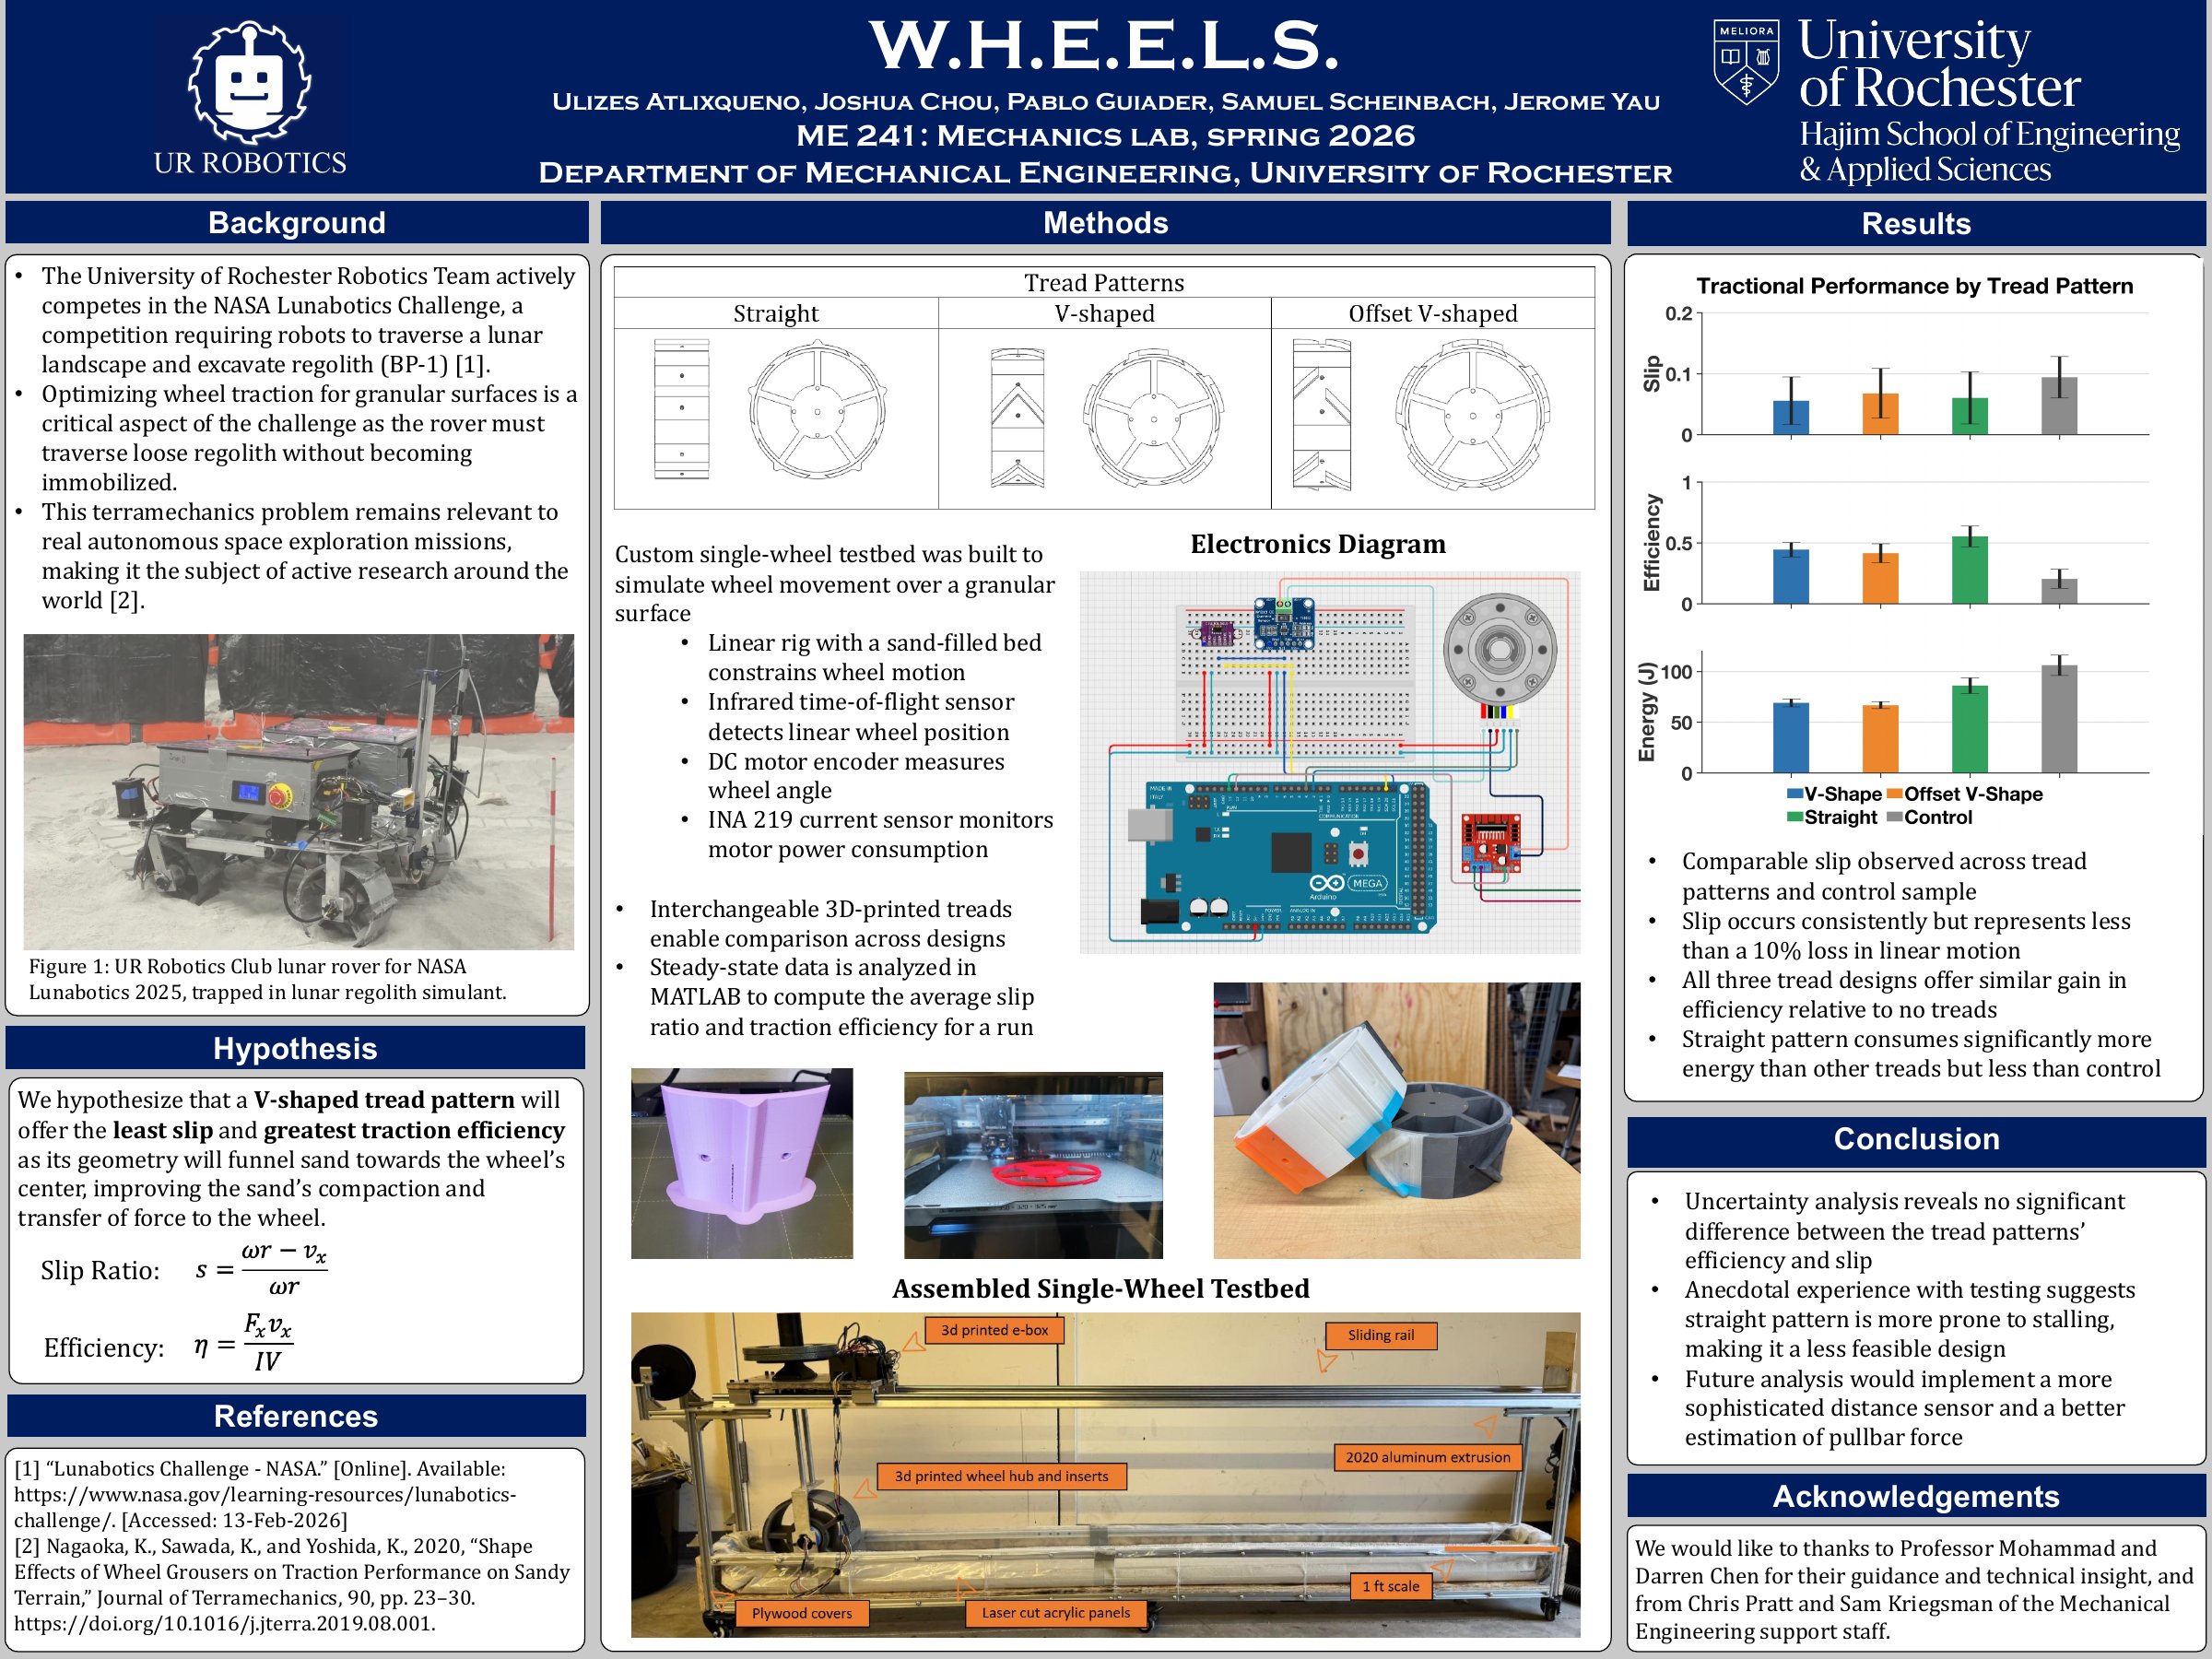 UR ROBOTICS
W.H.E.E.L.S.
Ulizes Atlixqueno, Joshua Chou, Pablo Guiader, Samuel Scheinbach, Jerome Yau
ME 241: Mechanics lab, spring 2026
Department of Mechanical Engineering, University of Rochester
MELIORA
University
of Rochester
Hajim School of Engineering
& Applied Sciences
Background
• The University of Rochester Robotics Team actively
competes in the NASA Lunabotics Challenge, a
competition requiring robots to traverse a lunar
landscape and excavate regolith (BP-1) [1].
• Optimizing wheel traction for granular surfaces is a
critical aspect of the challenge as the rover must
traverse loose regolith without becoming
immobilized.
• This terramechanics problem remains relevant to
real autonomous space exploration missions,
making it the subject of active research around the
world [2].
Figure 1: UR Robotics Club lunar rover for NASA
Lunabotics 2025, trapped in lunar regolith simulant.
Hypothesis
We hypothesize that a V-shaped tread pattern will
offer the least slip and greatest traction efficiency
as its geometry will funnel sand towards the wheel's
center, improving the sand's compaction and
transfer of force to the wheel.
Slip Ratio: s = (ωr − vₓ) / ωr
Efficiency: η = Fₓvₓ / IV
References
[1] “Lunabotics Challenge - NASA.” [Online]. Available:
https://www.nasa.gov/learning-resources/lunabotics-
challenge/. [Accessed: 13-Feb-2026]
[2] Nagaoka, K., Sawada, K., and Yoshida, K., 2020, “Shape
Effects of Wheel Grousers on Traction Performance on Sandy
Terrain,” Journal of Terramechanics, 90, pp. 23–30.
https://doi.org/10.1016/j.jterra.2019.08.001.
Methods
Tread Patterns
Straight V-shaped Offset V-shaped
Custom single-wheel testbed was built to
simulate wheel movement over a granular
surface
• Linear rig with a sand-filled bed
constrains wheel motion
• Infrared time-of-flight sensor
detects linear wheel position
• DC motor encoder measures
wheel angle
• INA 219 current sensor monitors
motor power consumption
• Interchangeable 3D-printed treads
enable comparison across designs
• Steady-state data is analyzed in
MATLAB to compute the average slip
ratio and traction efficiency for a run
Electronics Diagram
MADE IN
ITALY
COMMUNICATION
MEGA
Arduino
POWER
ANALOG IN
Assembled Single-Wheel Testbed
3d printed e-box
Sliding rail
2020 aluminum extrusion
3d printed wheel hub and inserts
1 ft scale
Plywood covers
Laser cut acrylic panels
Results
Tractional Performance by Tread Pattern
Slip
0.2
0.1
0
Efficiency
1
0.5
0
Energy (J)
100
50
0
V-Shape Offset V-Shape
Straight Control
• Comparable slip observed across tread
patterns and control sample
• Slip occurs consistently but represents less
than a 10% loss in linear motion
• All three tread designs offer similar gain in
efficiency relative to no treads
• Straight pattern consumes significantly more
energy than other treads but less than control
Conclusion
• Uncertainty analysis reveals no significant
difference between the tread patterns'
efficiency and slip
• Anecdotal experience with testing suggests
straight pattern is more prone to stalling,
making it a less feasible design
• Future analysis would implement a more
sophisticated distance sensor and a better
estimation of pullbar force
Acknowledgements
We would like to thanks to Professor Mohammad and
Darren Chen for their guidance and technical insight, and
from Chris Pratt and Sam Kriegsman of the Mechanical
Engineering support staff.